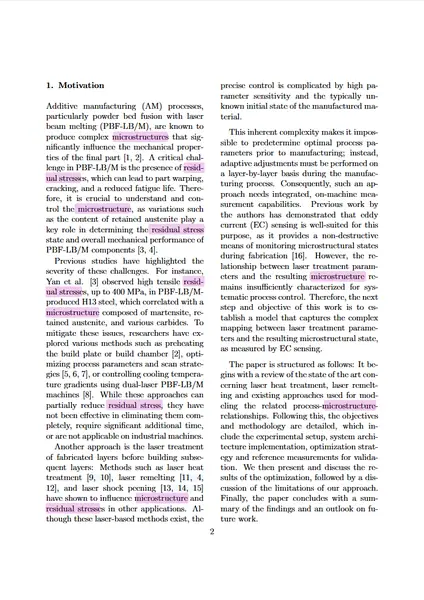 1. Motivation
Additive manufacturing (AM) processes,
particularly powder bed fusion with laser
beam melting (PBF-LB/M), are known to
produce complex microstructures that sig-
nificantly influence the mechanical proper-
ties of the final part [1, 2]. A critical chal-
lenge in PBF-LB/M is the presence of resid-
ual stresses, which can lead to part warping,
cracking, and a reduced fatigue life. There-
fore, it is crucial to understand and con-
trol the microstructure, as variations such
as the content of retained austenite play a
key role in determining the residual stress
state and overall mechanical performance of
PBF-LB/M components [3, 4].
Previous studies have highlighted the
severity of these challenges. For instance,
Yan et al. [3] observed high tensile resid-
ual stresses, up to 400 MPa, in PBF-LB/M-
produced H13 steel, which correlated with a
microstructure composed of martensite, re-
tained austenite, and various carbides. To
mitigate these issues, researchers have ex-
plored various methods such as preheating
the build plate or build chamber [2], opti-
mizing process parameters and scan strate-
gies [5, 6, 7], or controlling cooling tempera-
ture gradients using dual-laser PBF-LB/M
machines [8]. While these approaches can
partially reduce residual stress, they have
not been effective in eliminating them com-
pletely, require significant additional time,
or are not applicable on industrial machines.
Another approach is the laser treatment
of fabricated layers before building subse-
quent layers: Methods such as laser heat
treatment [9, 10], laser remelting [11, 4,
12], and laser shock peening [13, 14, 15]
have shown to influence microstructure and
residual stresses in other applications. Al-
though these laser-based methods exist, the
precise control is complicated by high pa-
rameter sensitivity and the typically un-
known initial state of the manufactured ma-
terial.
This inherent complexity makes it impos-
sible to predetermine optimal process pa-
rameters prior to manufacturing; instead,
adaptive adjustments must be performed on
a layer-by-layer basis during the manufac-
turing process. Consequently, such an ap-
proach needs integrated, on-machine mea-
surement capabilities. Previous work by
the authors has demonstrated that eddy
current (EC) sensing is well-suited for this
purpose, as it provides a non-destructive
means of monitoring microstructural states
during fabrication [16]. However, the re-
lationship between laser treatment param-
eters and the resulting microstructure re-
mains insufficiently characterized for sys-
tematic process control. Therefore, the next
step and objective of this work is to es-
tablish a model that captures the complex
mapping between laser treatment parame-
ters and the resulting microstructural state,
as measured by EC sensing.
The paper is structured as follows: It be-
gins with a review of the state of the art con-
cerning laser heat treatment, laser remelt-
ing and existing approaches used for mod-
eling the related process-microstructure-
relationships. Following this, the objectives
and methodology are detailed, which in-
clude the experimental setup, system archi-
tecture implementation, optimization strat-
egy and reference measurements for valida-
tion. We then present and discuss the re-
sults of the optimization, followed by a dis-
cussion of the limitations of our approach.
Finally, the paper concludes with a sum-
mary of the findings and an outlook on fu-
ture work.
2